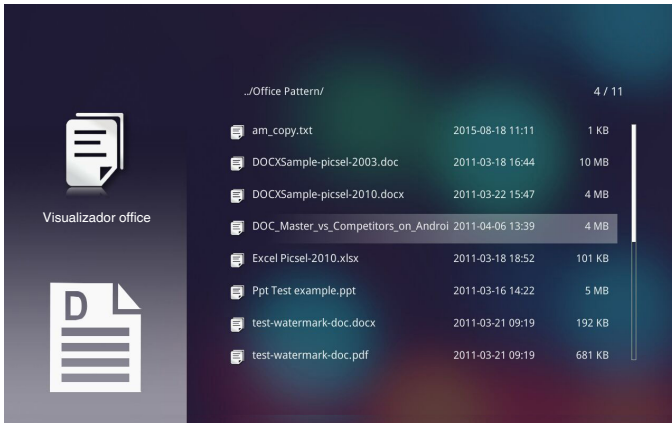 ../Office Pattern/ 4 / 11
am_copy.txt 2015-08-18 11:11 1 KB
DOCXSample-picsel-2003.doc 2011-03-18 16:44 10 MB
DOCXSample-picsel-2010.docx 2011-03-22 15:47 4 MB
Visualizador office
DOC_Master_vs_Competitors_on_Androi 2011-04-06 13:39 4 MB
Excel Picsel-2010.xlsx 2011-03-18 18:52 101 KB
Ppt Test example.ppt 2011-03-16 14:22 5 MB
D
test-watermark-doc.docx 2011-03-21 09:19 192 KB
test-watermark-doc.pdf 2011-03-21 09:19 681 KB